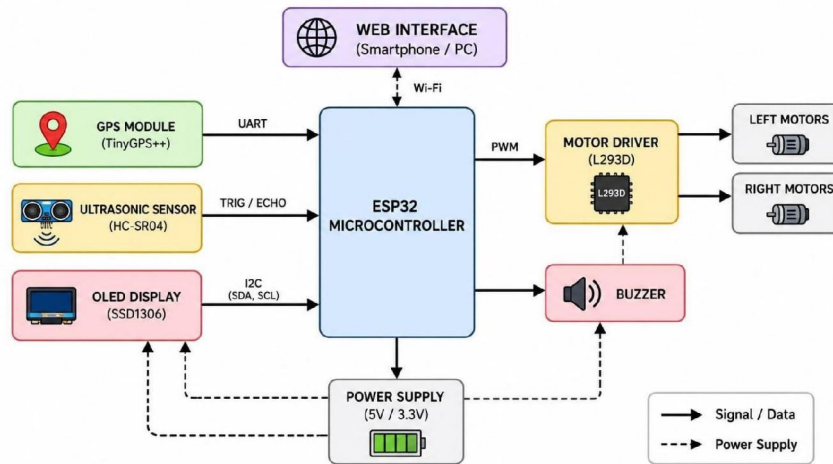 WEB INTERFACE
(Smartphone / PC)
Wi-Fi
GPS MODULE
(TinyGPS++)
UART
ULTRASONIC SENSOR
(HC-SR04)
TRIG / ECHO
OLED DISPLAY
(SSD1306)
I2C
(SDA, SCL)
ESP32
MICROCONTROLLER
PWM
MOTOR DRIVER
(L293D)
L293D
LEFT MOTORS
RIGHT MOTORS
BUZZER
POWER SUPPLY
(5V / 3.3V)
Signal / Data
Power Supply